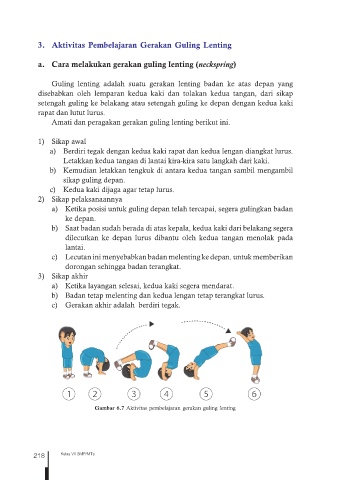 3. Aktivitas Pembelajaran Gerakan Guling Lenting
a. Cara melakukan gerakan guling lenting (neckspring)
Guling lenting adalah suatu gerakan lenting badan ke atas depan yang
disebabkan oleh lemparan kedua kaki dan tolakan kedua tangan, dari sikap
setengah guling ke belakang atau setengah guling ke depan dengan kedua kaki
rapat dan lutut lurus.
Amati dan peragakan gerakan guling lenting berikut ini.
1) Sikap awal
a) Berdiri tegak dengan kedua kaki rapat dan kedua lengan diangkat lurus.
Letakkan kedua tangan di lantai kira-kira satu langkah dari kaki.
b) Kemudian letakkan tengkuk di antara kedua tangan sambil mengambil
sikap guling depan.
c) Kedua kaki dijaga agar tetap lurus.
2) Sikap pelaksanaannya
a) Ketika posisi untuk guling depan telah tercapai, segera gulingkan badan
ke depan.
b) Saat badan sudah berada di atas kepala, kedua kaki dari belakang segera
dilecutkan ke depan lurus dibantu oleh kedua tangan menolak pada
lantai.
c) Lecutan ini menyebabkan badan melenting ke depan, untuk memberikan
dorongan sehingga badan terangkat.
3) Sikap akhir
a) Ketika layangan selesai, kedua kaki segera mendarat.
b) Badan tetap melenting dan kedua lengan tetap terangkat lurus.
c) Gerakan akhir adalah berdiri tegak.
1 2 3 4 5 6
Gambar 6.7 Aktivitas pembelajaran gerakan guling lenting
218 Kelas VII SMP/MTs